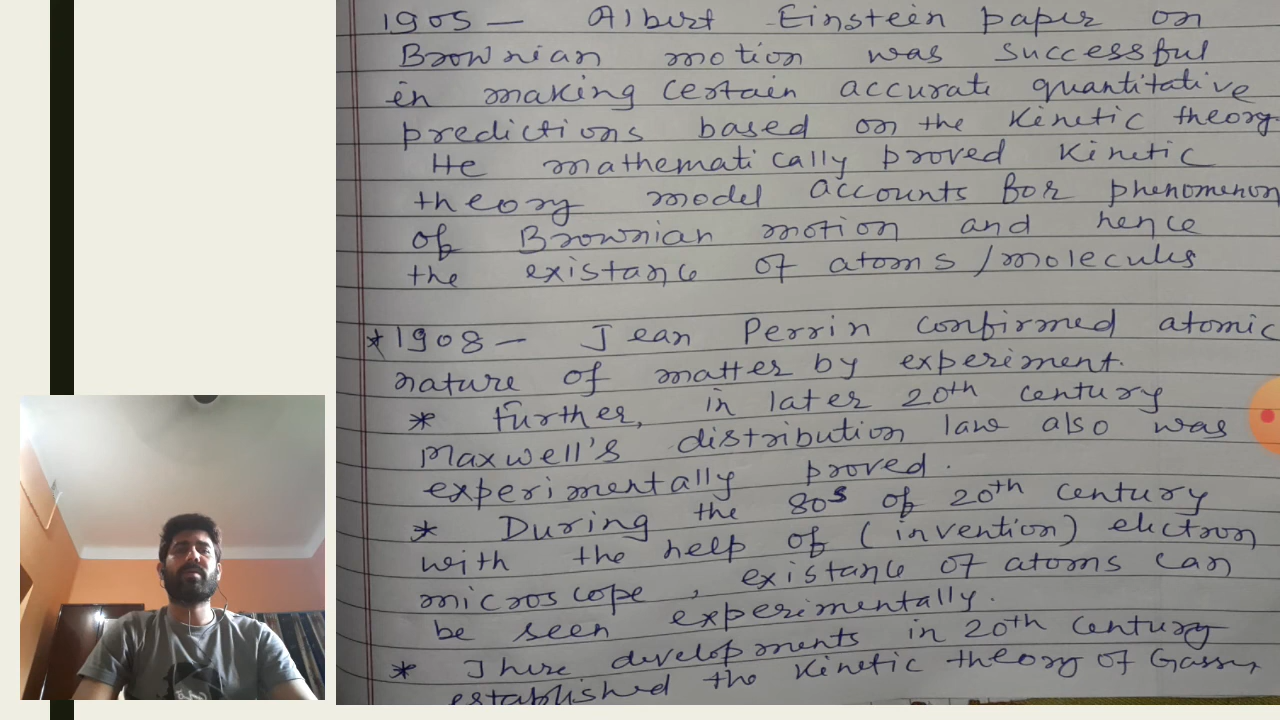 1905 - Albert Einstein paper on
Brownian motion was successful
in making certain accurate quantitative
predictions based on the Kinetic theory
He mathematically proved Kinetic
theory model accounts for phenomenon
of Brownian motion and hence
the existance of atoms/molecules
* 1908 - Jean Perrin confirmed atomic
nature of matter by experiment.
* Further, in later 20th century
Maxwell's distribution law also was
experimentally proved.
* During the 80s of 20th century
with the help of (invention) electron
microscope, existance of atoms can
be seen experimentally.
* These developments in 20th century
established the Kinetic theory of Gasses,